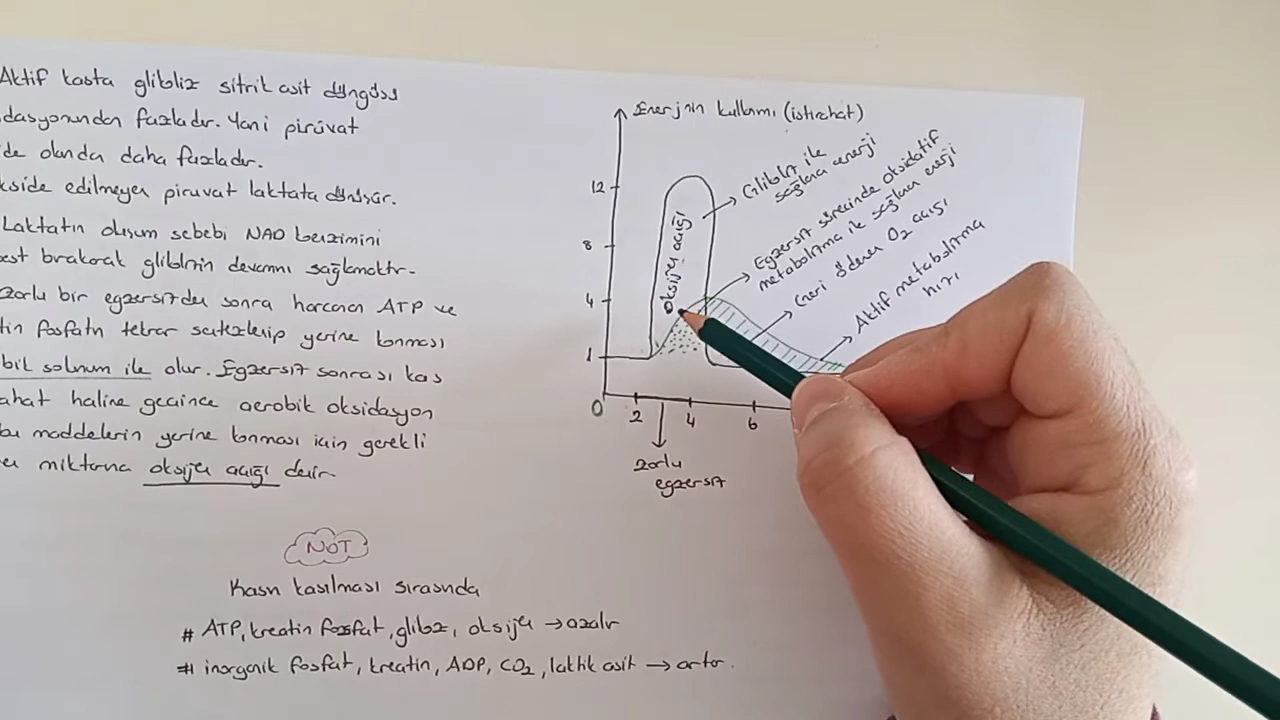 Aktif kasta glikoliz sitrik asit döngüsü
dasyonundan fazladır. Yani pirüvat
de olunda daha fazladır.
kside edilmeyen piruvat laktata dönüşür.
Laktatın oluşum sebebi NAD
est bırakarak glikolizin devamını sağlamaktır.
zorlu bir egzersizden sonra harcanan ATP ve
tin fosfatın tekrar sentezlenip yerine konması
bik solunum ile olur. Egzersiz sonrası kas
ahat haline geçince aerobik oksidasyon
bu maddelerin yerine konması için gerekli
en miktarına oksijen açığı denir.
NOT
Kasın kasılması sırasında
# ATP, kreatin fosfat, glikoz, oksijen → azalır
# inorganik fosfat, kreatin, ADP, CO2, laktik asit → artar.
Enerjinin kullanımı (istirahat)
12
8
4
1
0
2
4
6
oksijen açığı
Glikoliz ile
sağlanan enerji
Egzersiz sürecinde oksidatif
metabolizma ile sağlanan enerji
Geri ödenen O2 açığı
Aktif metabolizma
hızı
zorlu
egzersiz